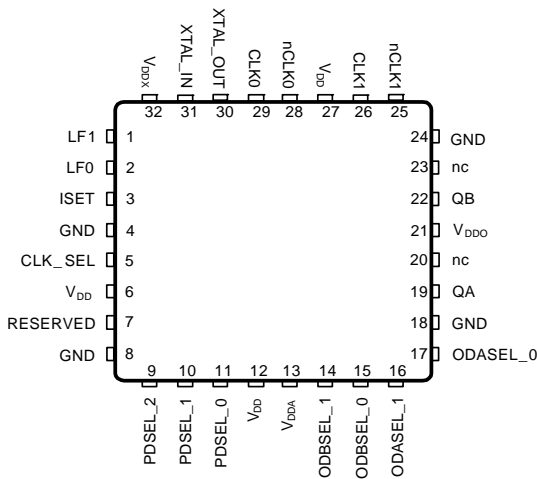 VDDX
XTAL_IN
XTAL_OUT
CLK0
nCLK0
VDD
CLK1
nCLK1
32 31 30 29 28 27 26 25
LF1 1
LF0 2
ISET 3
GND 4
CLK_SEL 5
VDD 6
RESERVED 7
GND 8
24 GND
23 nc
22 QB
21 VDDO
20 nc
19 QA
18 GND
17 ODASEL_0
9 10 11 12 13 14 15 16
PDSEL_2
PDSEL_1
PDSEL_0
VDD
VDDA
ODBSEL_1
ODBSEL_0
ODASEL_1